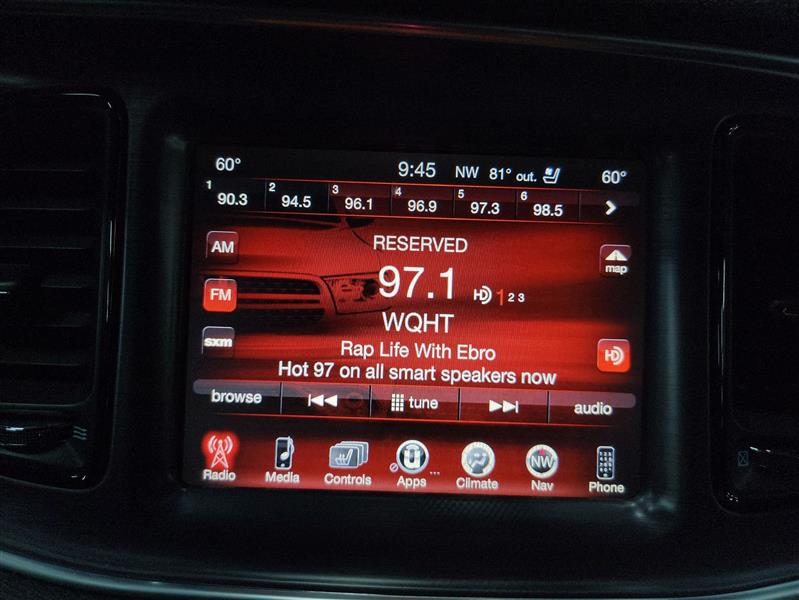 60° 9:45 NW 81° out. 60°
1 90.3 2 94.5 3 96.1 4 96.9 5 97.3 6 98.5
AM RESERVED map
FM 97.1 HD 1 2 3
WQHT
sxm Rap Life With Ebro HD
Hot 97 on all smart speakers now
browse tune audio
Radio Media Controls Apps Climate NW Nav Phone